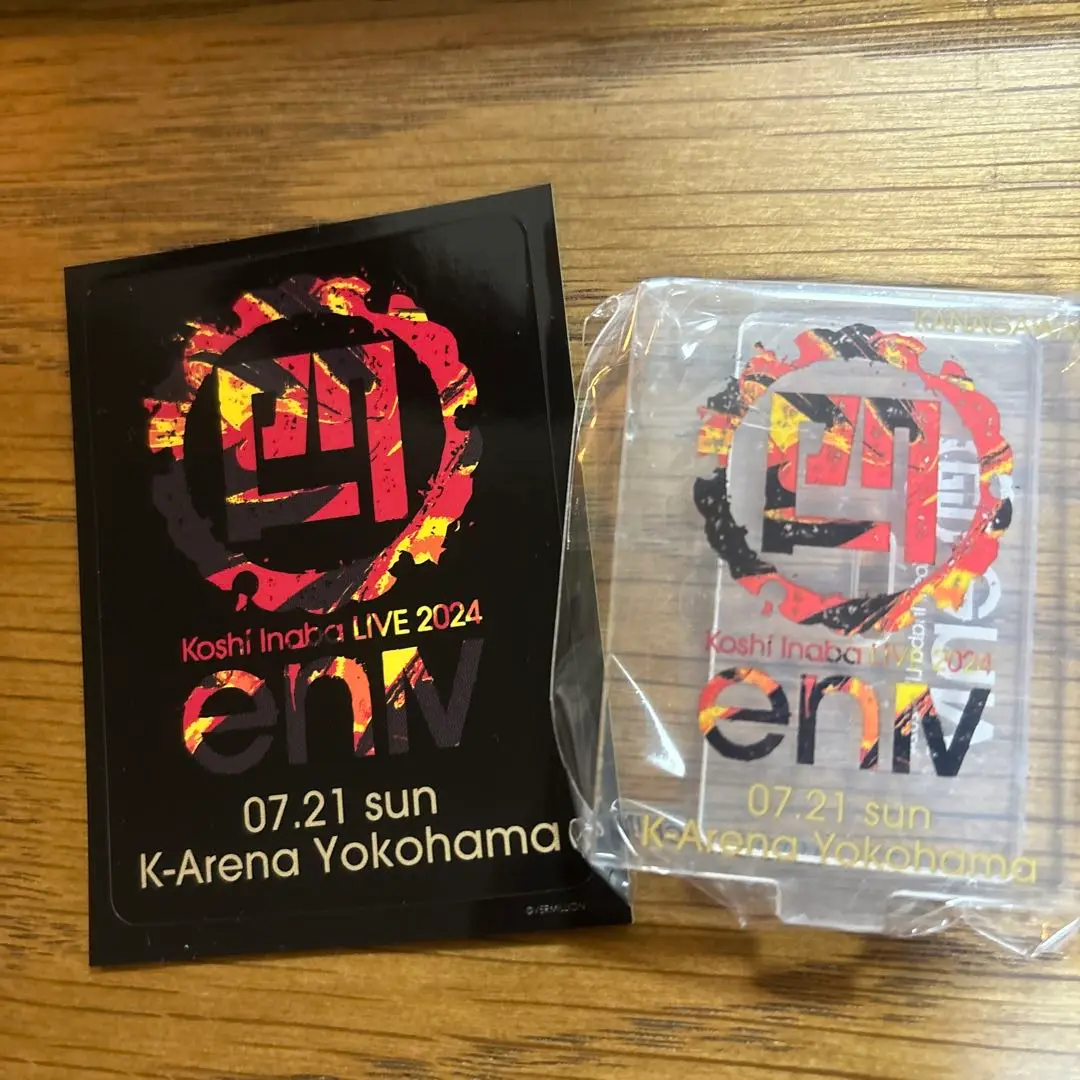 Koshi Inaba LIVE 2024
enIV
07.21 sun
K-Arena Yokohama
©VERMILLION
KANAGAWA
Koshi Inaba LIVE 2024
enIV
07.21 sun
K-Arena Yokohama